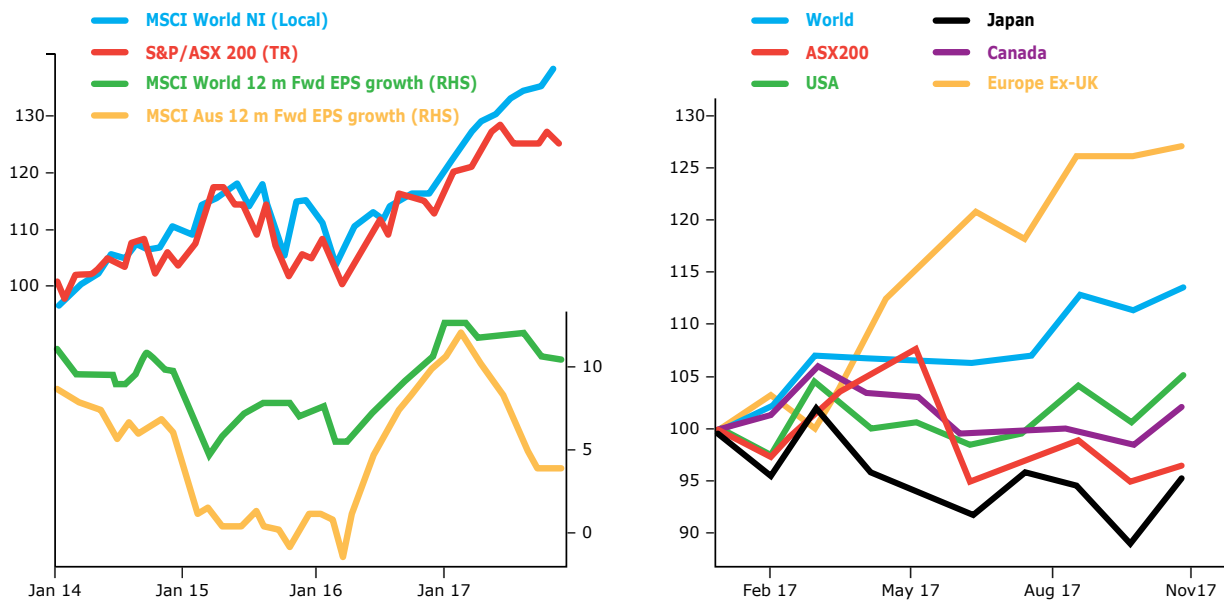 MSCI World NI (Local)
S&P/ASX 200 (TR)
MSCI World 12 m Fwd EPS growth (RHS)
MSCI Aus 12 m Fwd EPS growth (RHS)
130
120
110
100
10
5
0
Jan 14
Jan 15
Jan 16
Jan 17
World
ASX200
USA
Japan
Canada
Europe Ex-UK
130
125
120
115
110
105
100
95
90
Feb 17
May 17
Aug 17
Nov17